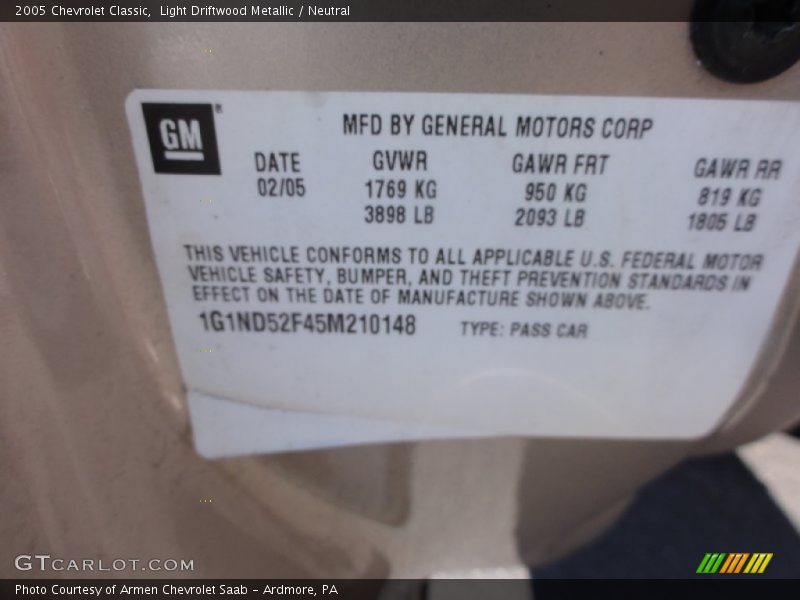 2005 Chevrolet Classic,  Light Driftwood Metallic / Neutral
GM®
MFD BY GENERAL MOTORS CORP
DATE GVWR GAWR FRT GAWR RR
02/05 1769 KG 950 KG 819 KG
3898 LB 2093 LB 1805 LB
THIS VEHICLE CONFORMS TO ALL APPLICABLE U.S. FEDERAL MOTOR
VEHICLE SAFETY, BUMPER, AND THEFT PREVENTION STANDARDS IN
EFFECT ON THE DATE OF MANUFACTURE SHOWN ABOVE.
1G1ND52F45M210148 TYPE: PASS CAR
GTCARLOT.COM
Photo Courtesy of Armen Chevrolet Saab - Ardmore, PA